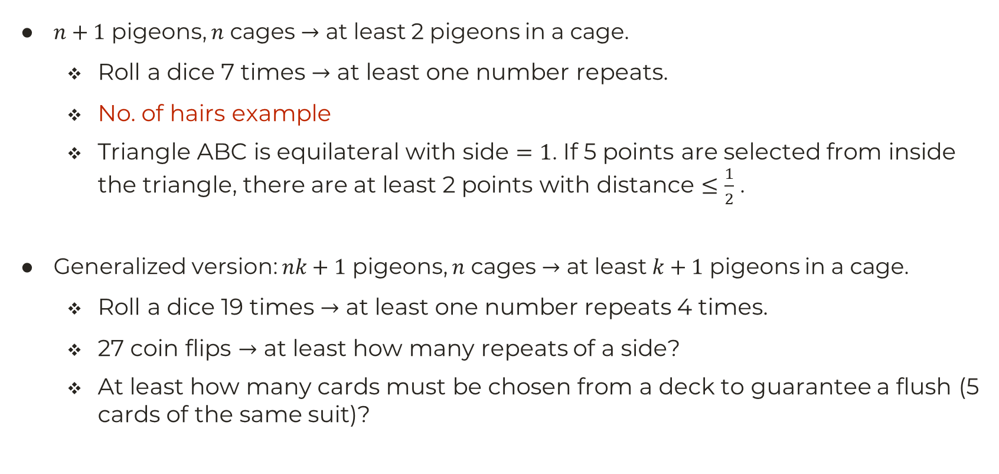 ● n + 1 pigeons, n cages → at least 2 pigeons in a cage.
❖ Roll a dice 7 times → at least one number repeats.
❖ No. of hairs example
❖ Triangle ABC is equilateral with side = 1. If 5 points are selected from inside
the triangle, there are at least 2 points with distance ≤ 1/2 .
● Generalized version: nk + 1 pigeons, n cages → at least k + 1 pigeons in a cage.
❖ Roll a dice 19 times → at least one number repeats 4 times.
❖ 27 coin flips → at least how many repeats of a side?
❖ At least how many cards must be chosen from a deck to guarantee a flush (5
cards of the same suit)?